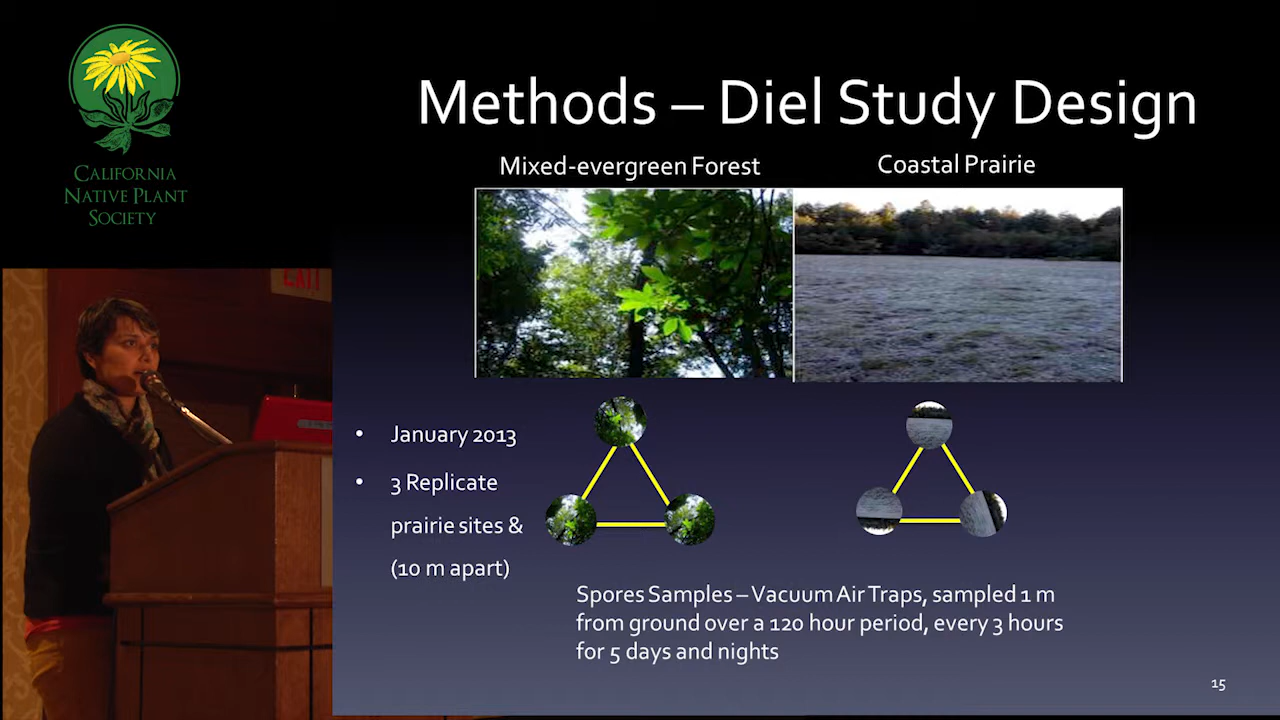 CALIFORNIA
NATIVE PLANT
SOCIETY
Methods – Diel Study Design
Mixed-evergreen Forest
Coastal Prairie
EXIT
• January 2013
• 3 Replicate
prairie sites &
(10 m apart)
Spores Samples – Vacuum Air Traps, sampled 1 m
from ground over a 120 hour period, every 3 hours
for 5 days and nights
15